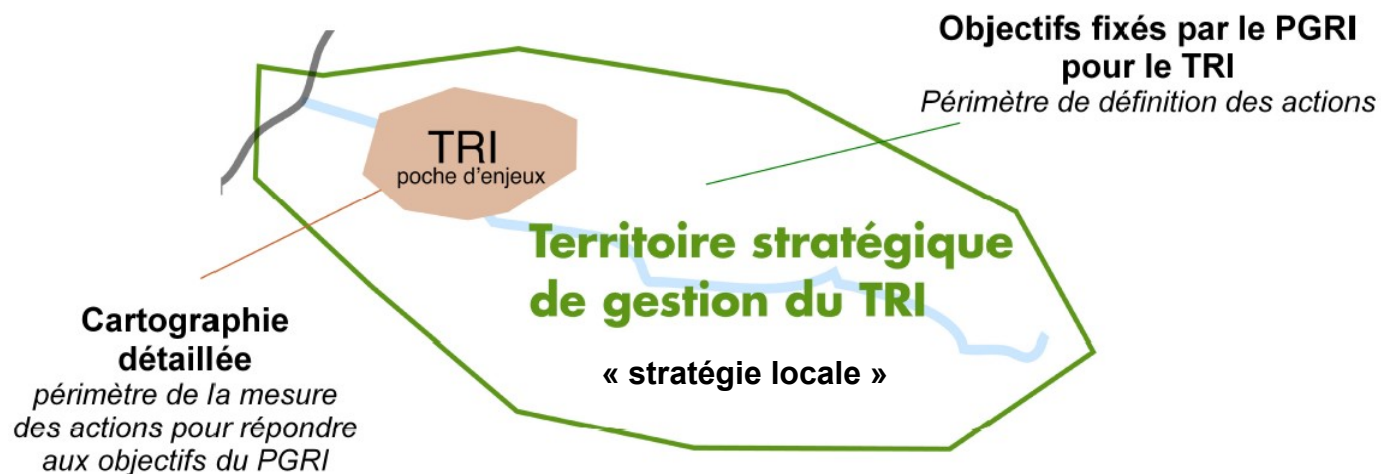 Objectifs fixés par le PGRI
pour le TRI
Périmètre de définition des actions
TRI
poche d'enjeux
Territoire stratégique
de gestion du TRI
« stratégie locale »
Cartographie
détaillée
périmètre de la mesure
des actions pour répondre
aux objectifs du PGRI